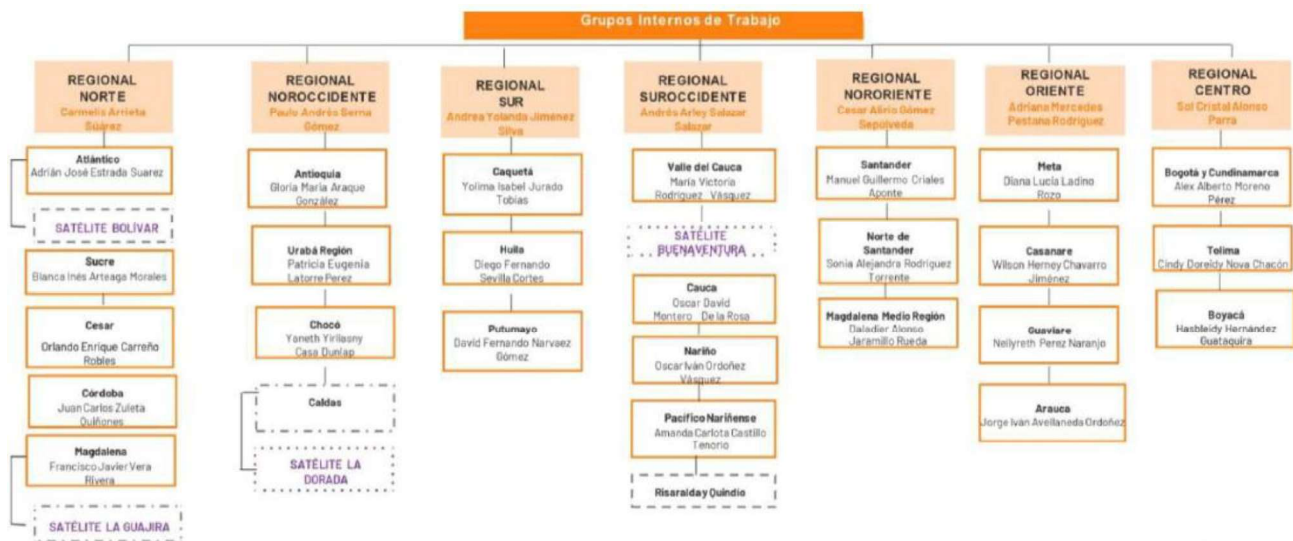 Grupos Internos de Trabajo
REGIONAL
NORTE
Carmelis Arrieta
Súárez
Atlántico
Adrián José Estrada Suarez
SATÉLITE BOLÍVAR
Sucre
Blanca Inés Arteaga Morales
Cesar
Orlando Enrique Carreño
Robles
Córdoba
Juan Carlos Zuleta
Quiñones
Magdalena
Francisco Javier Vera
Rivera
SATÉLITE LA GUAJIRA
REGIONAL
NOROCCIDENTE
Paulo Andrés Serna
Gómez
Antioquia
Gloria Maria Araque
González
Urabá Región
Patricia Eugenia
Latorre Perez
Chocó
Yaneth Yirliasny
Casa Dunlap
Caldas
SATÉLITE LA
DORADA
REGIONAL
SUR
Andrea Yolanda Jiménez
Silva
Caquetá
Yolima Isabel Jurado
Tobias
Huila
Diego Fernando
Sevilla Cortes
Putumayo
David Fernando Narvaez
Gómez
REGIONAL
SUROCCIDENTE
Andrés Arley Salazar
Salazar
Valle del Cauca
María Victoria
Rodríguez Vásquez
SATÉLITE
BUENAVENTURA
Cauca
Oscar David
Montero De la Rosa
Nariño
Oscar Iván Ordoñez
Vásquez
Pacífico Nariñense
Amanda Carlota Castillo
Tenorio
Risaralda y Quindío
REGIONAL
NORORIENTE
Cesar Alirio Gómez
Sepúlveda
Santander
Manuel Guillermo Criales
Aponte
Norte de
Santander
Sonia Alejandra Rodriguez
Torrente
Magdalena Medio Región
Daladier Alonso
Jaramillo Rueda
REGIONAL
ORIENTE
Adriana Mercedes
Pestana Rodríguez
Meta
Diana Lucía Ladino
Rozo
Casanare
Wilson Herney Chavarro
Jiménez
Guaviare
Neilyreth Perez Naranjo
Arauca
Jorge Iván Avellaneda Ordoñez
REGIONAL
CENTRO
Sol Cristal Alonso
Parra
Bogotá y Cundinamarca
Alex Alberto Moreno
Pérez
Tolima
Cindy Doreidy Nova Chacón
Boyacá
Hasbleidy Hernández
Guataquira